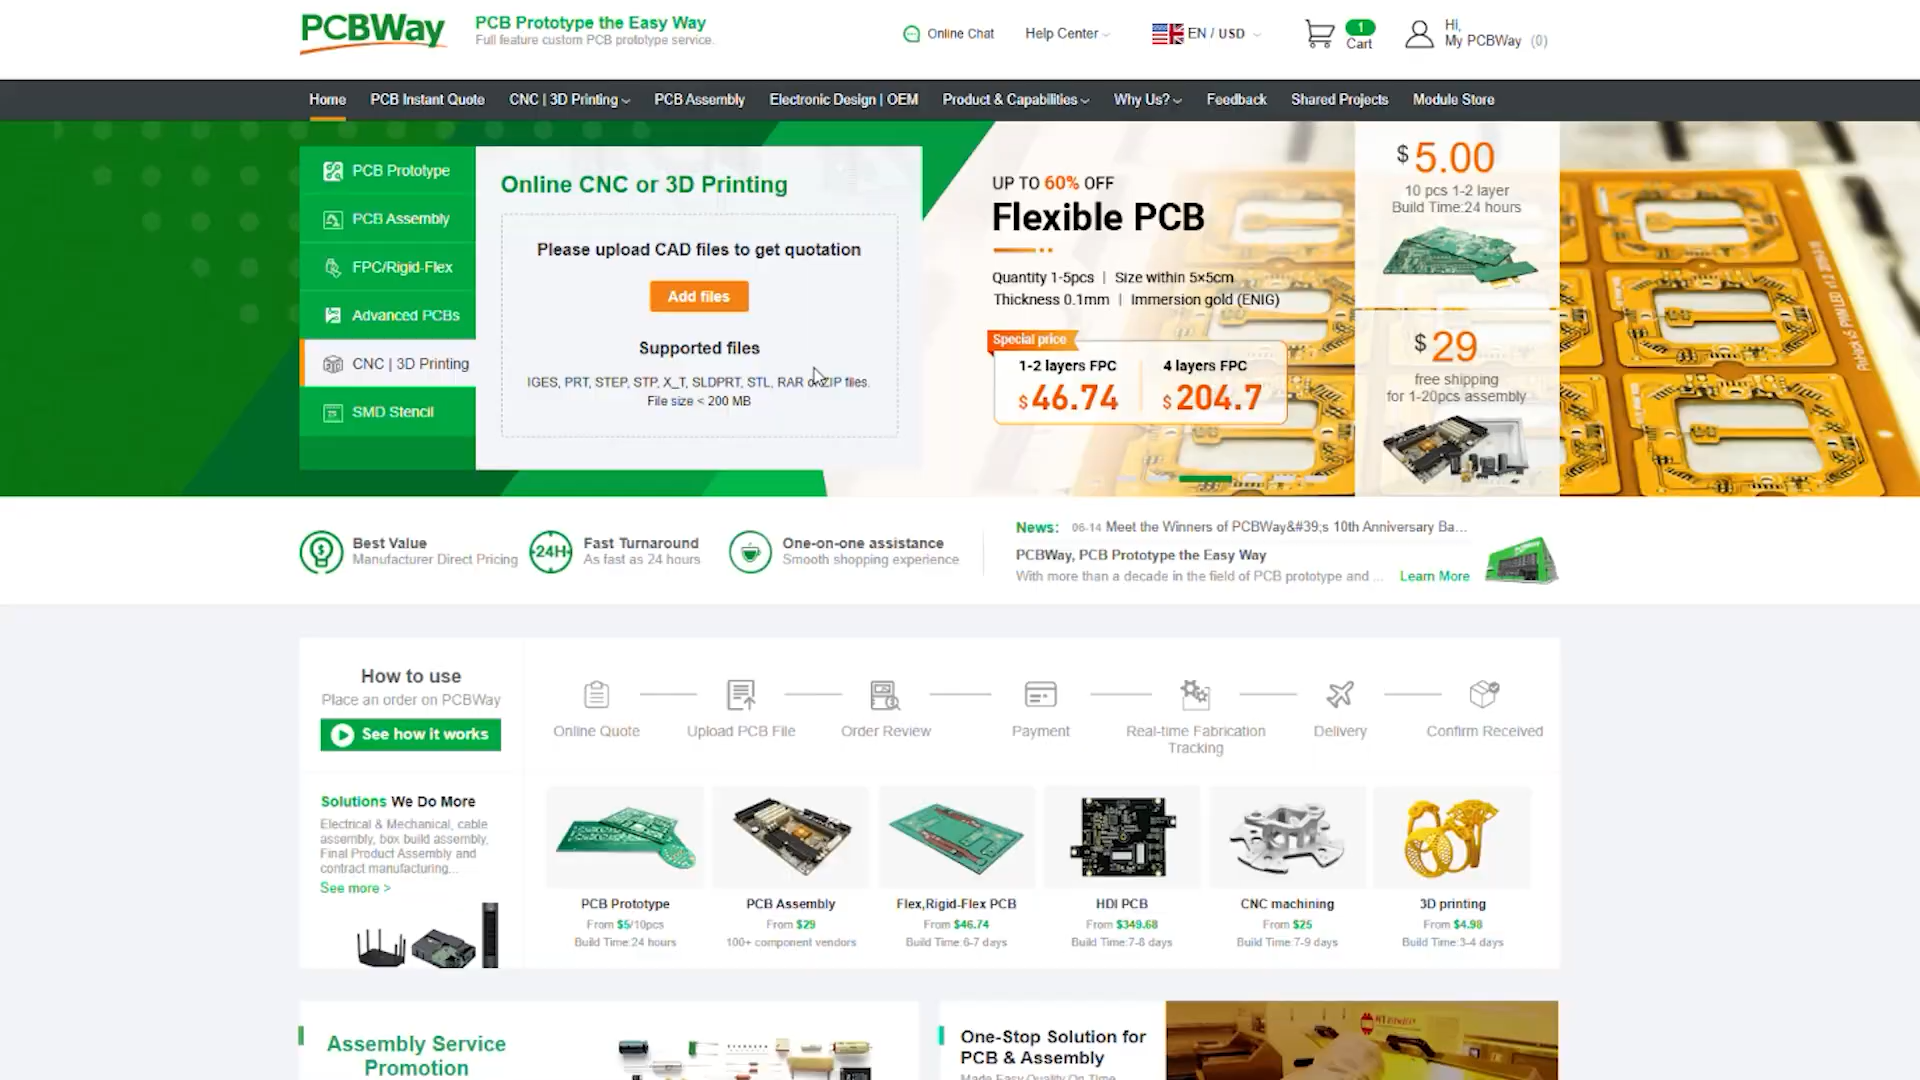 PCBWay
PCB Prototype the Easy Way
Full feature custom PCB prototype service.
Online Chat
Help Center
EN / USD
1
Cart
Hi,
My PCBWay (0)
Home
PCB Instant Quote
CNC | 3D Printing
PCB Assembly
Electronic Design | OEM
Product & Capabilities
Why Us?
Feedback
Shared Projects
Module Store
PCB Prototype
PCB Assembly
FPC/Rigid-Flex
Advanced PCBs
CNC | 3D Printing
SMD Stencil
Online CNC or 3D Printing
Please upload CAD files to get quotation
Add files
Supported files
IGES, PRT, STEP, STP, X_T, SLDPRT, STL, RAR or ZIP files.
File size < 200 MB
UP TO 60% OFF
Flexible PCB
Quantity 1-5pcs | Size within 5×5cm
Thickness 0.1mm | Immersion gold (ENIG)
Special price
1-2 layers FPC
$ 46.74
4 layers FPC
$ 204.7
$ 5.00
10 pcs 1-2 layer
Build Time:24 hours
$ 29
free shipping
for 1-20pcs assembly
Best Value
Manufacturer Direct Pricing
24H
Fast Turnaround
As fast as 24 hours
One-on-one assistance
Smooth shopping experience
News: 06-14 Meet the Winners of PCBWay&#39;s 10th Anniversary Ba...
PCBWay, PCB Prototype the Easy Way
With more than a decade in the field of PCB prototype and ... Learn More
How to use
Place an order on PCBWay
See how it works
Online Quote
Upload PCB File
Order Review
Payment
Real-time Fabrication
Tracking
Delivery
Confirm Received
Solutions We Do More
Electrical & Mechanical, cable
assembly, box build assembly,
Final Product Assembly and
contract manufacturing...
See more >
PCB Prototype
From $5/10pcs
Build Time:24 hours
PCB Assembly
From $29
100+ component vendors
Flex,Rigid-Flex PCB
From $46.74
Build Time:6-7 days
HDI PCB
From $349.68
Build Time:7-8 days
CNC machining
From $25
Build Time:7-9 days
3D printing
From $4.98
Build Time:3-4 days
Assembly Service
Promotion
One-Stop Solution for
PCB & Assembly
Made Easy Quality On Time